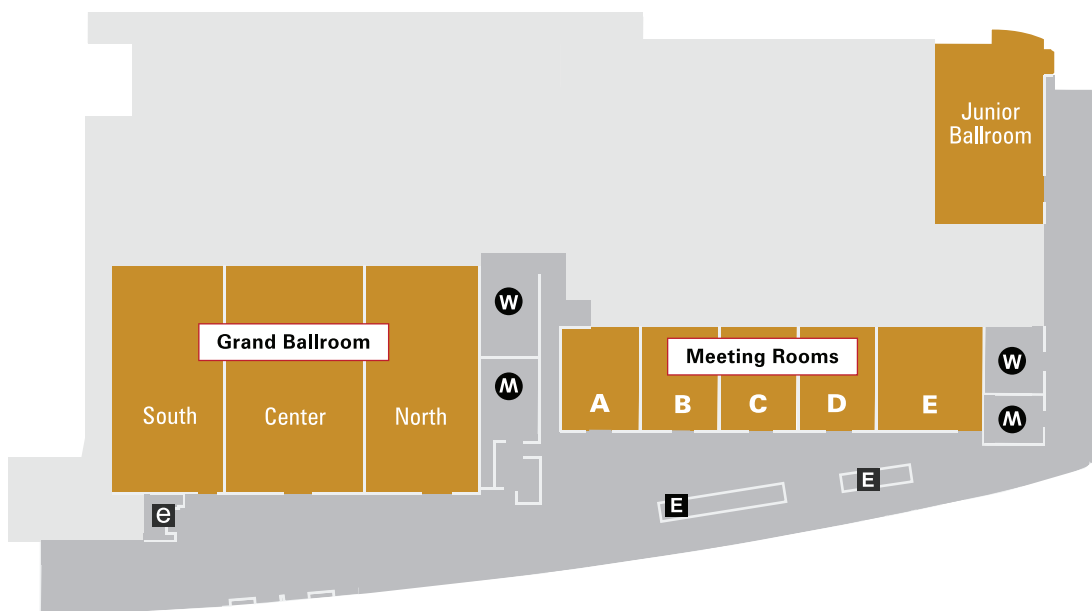 Junior
Ballroom
W
Grand Ballroom
Meeting Rooms
W
W
South
Center
North
A
B
C
D
E
W
E
E
e